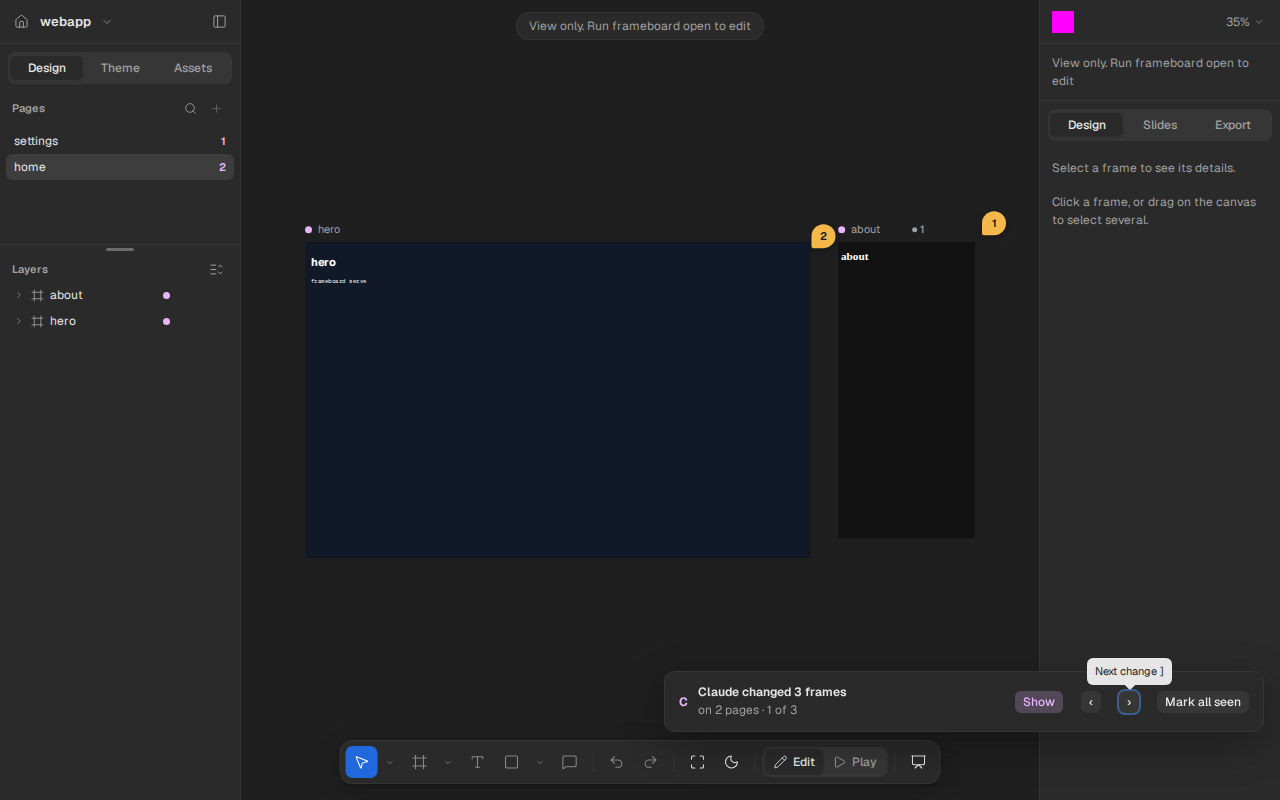 webapp
Design
Theme
Assets
Pages
settings
1
home
2
Layers
about
hero
View only. Run frameboard open to edit
hero
2
about
1
1
hero
frameboard serve
about
35%
View only. Run frameboard open to
edit
Design
Slides
Export
Select a frame to see its details.
Click a frame, or drag on the canvas
to select several.
Next change ]
C
Claude changed 3 frames
on 2 pages · 1 of 3
Show
‹
›
Mark all seen
Edit
Play